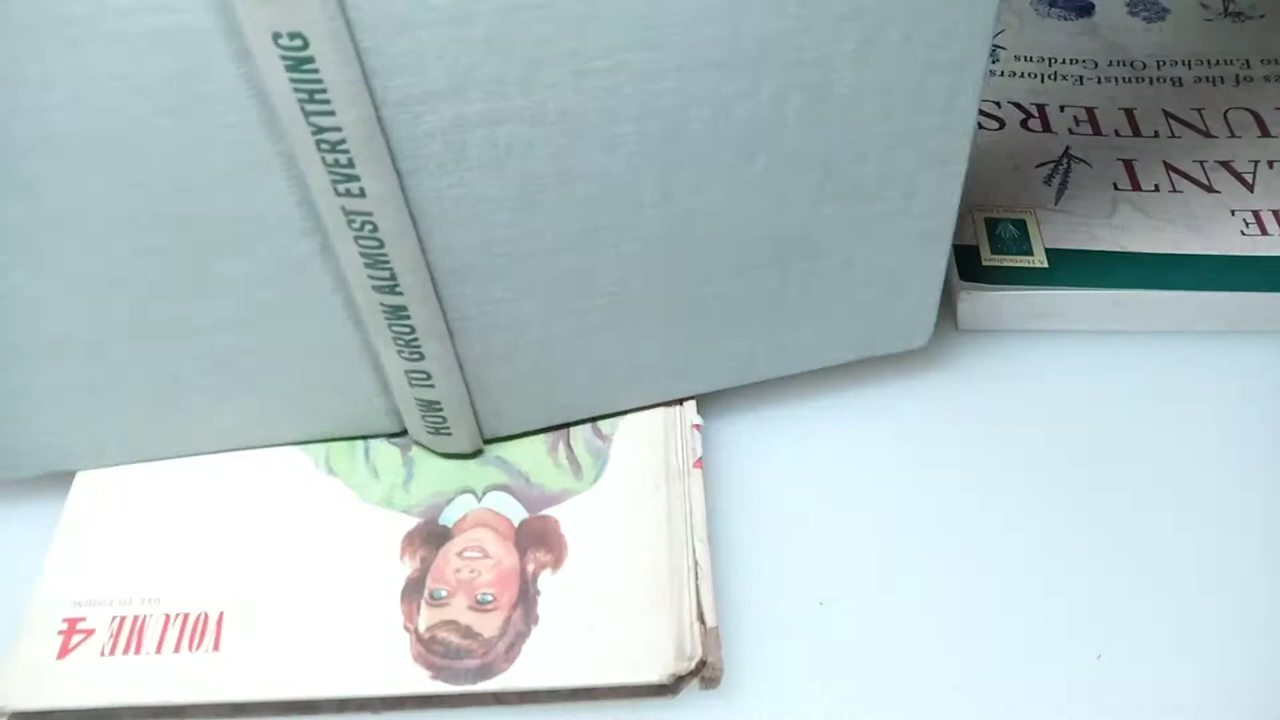 HOW TO GROW ALMOST EVERYTHING
LANT
UNTERS
es of the Botanist-Explorers
o Enriched Our Gardens
VOLUME 4